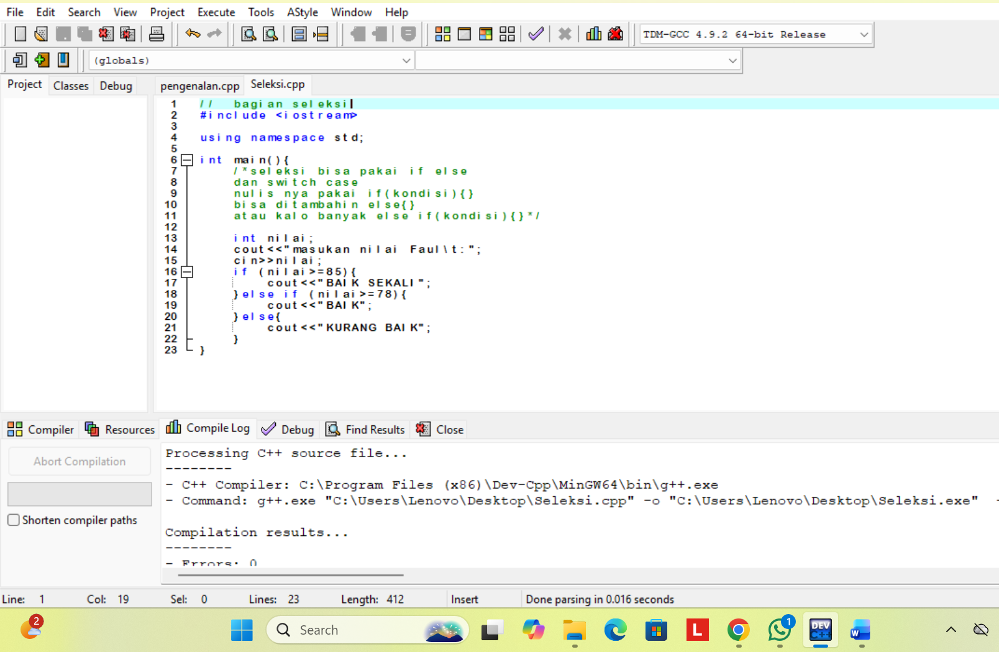 File Edit Search View Project Execute Tools AStyle Window Help
TDM-GCC 4.9.2 64-bit Release
(globals)
Project Classes Debug pengenalan.cpp Seleksi.cpp
1 // bagian seleksi
2 #include <iostream>
3
4 using namespace std;
5
6 int main(){
7 /*seleksi bisa pakai if else
8 dan switch case
9 nulis nya pakai if(kondisi){}
10 bisa ditambahin else{}
11 atau kalo banyak else if(kondisi){}*/
12
13 int nilai;
14 cout<<"masukan nilai Faul\t:";
15 cin>>nilai;
16 if (nilai>=85){
17 cout<<"BAIK SEKALI";
18 }else if (nilai>=78){
19 cout<<"BAIK";
20 }else{
21 cout<<"KURANG BAIK";
22 }
23 }
Compiler Resources Compile Log Debug Find Results Close
Abort Compilation
Shorten compiler paths
Processing C++ source file...
--------
- C++ Compiler: C:\Program Files (x86)\Dev-Cpp\MinGW64\bin\g++.exe
- Command: g++.exe "C:\Users\Lenovo\Desktop\Seleksi.cpp" -o "C:\Users\Lenovo\Desktop\Seleksi.exe" -
Compilation results...
--------
- Errors: 0
Line: 1 Col: 19 Sel: 0 Lines: 23 Length: 412 Insert Done parsing in 0.016 seconds
2 Search L 1 DEV C++ W